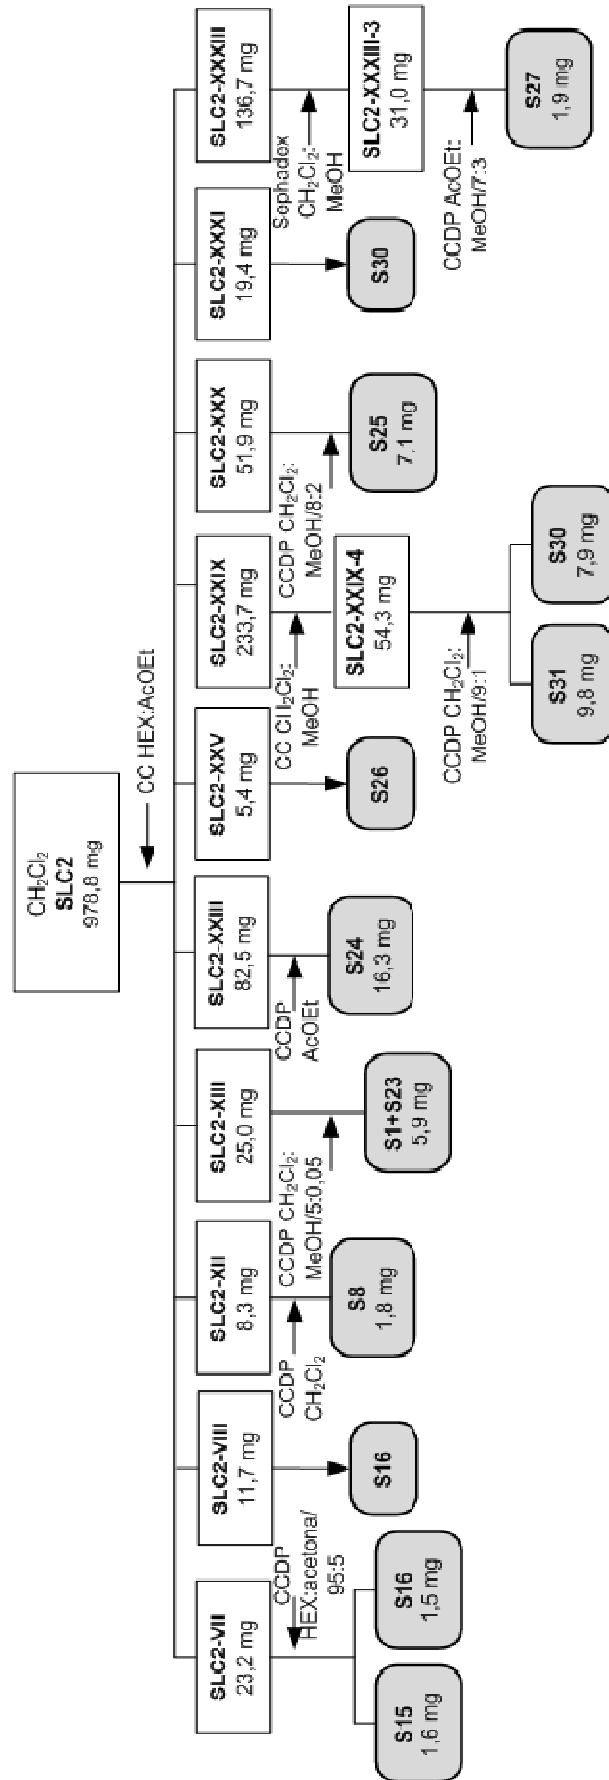 CH₂Cl₂
SLC2
978,8 mg
CC HEX:AcOEt
SLC2-VII
23,2 mg
SLC2-VIII
11,7 mg
SLC2-XII
8,3 mg
SLC2-XIII
25,0 mg
SLC2-XXIII
82,5 mg
SLC2-XXV
5,4 mg
SLC2-XXIX
233,7 mg
SLC2-XXX
51,9 mg
SLC2-XXXI
19,4 mg
SLC2-XXXIII
136,7 mg
CCDP
HEX:acetona/
95:5
CCDP
CH₂Cl₂
CCDP CH₂Cl₂:
MeOH/5:0,05
CCDP
AcOEt
CC CH₂Cl₂:
MeOH
CCDP CH₂Cl₂:
MeOH/8:2
Sephadex
CH₂Cl₂:
MeOH
S15
1,6 mg
S16
1,5 mg
S16
S8
1,8 mg
S1+S23
5,9 mg
S24
16,3 mg
S26
SLC2-XXIX-4
54,3 mg
S25
7,1 mg
S30
SLC2-XXXIII-3
31,0 mg
CCDP CH₂Cl₂:
MeOH/9:1
CCDP AcOEt:
MeOH/7:3
S31
9,8 mg
S30
7,9 mg
S27
1,9 mg